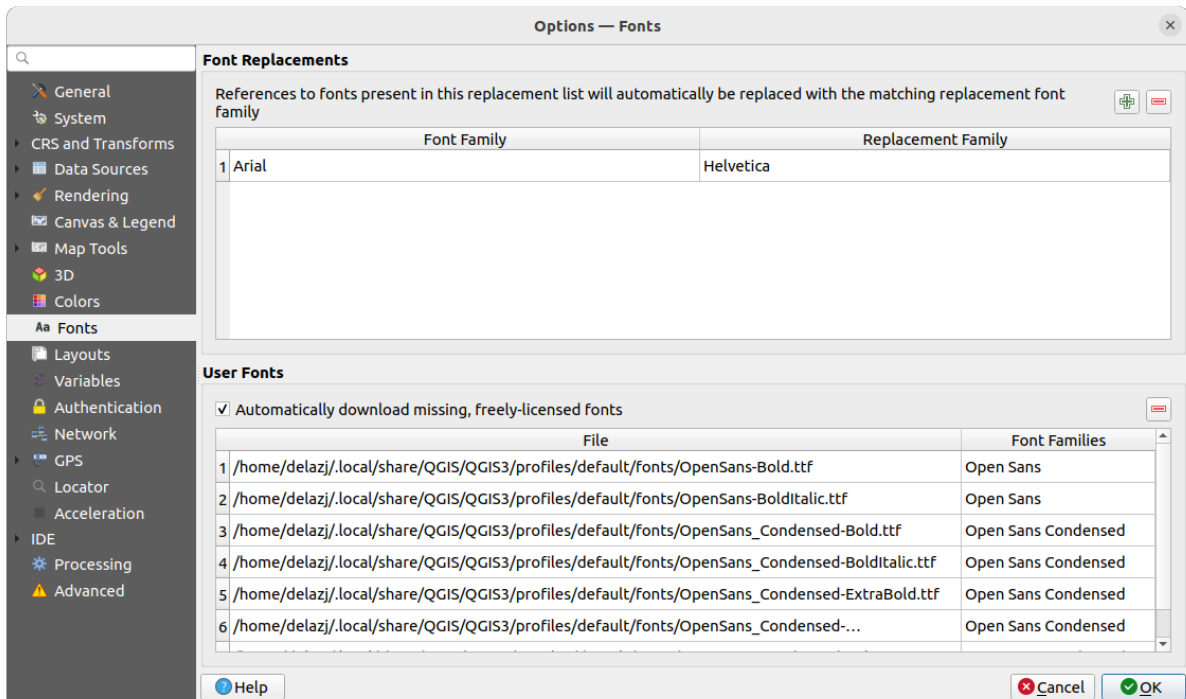 Options — Fonts
General
System
CRS and Transforms
Data Sources
Rendering
Canvas & Legend
Map Tools
3D
Colors
Aa Fonts
Layouts
Variables
Authentication
Network
GPS
Locator
Acceleration
IDE
Processing
Advanced
Font Replacements
References to fonts present in this replacement list will automatically be replaced with the matching replacement font
family
Font Family Replacement Family
1 Arial Helvetica
User Fonts
Automatically download missing, freely-licensed fonts
File Font Families
1 /home/delazj/.local/share/QGIS/QGIS3/profiles/default/fonts/OpenSans-Bold.ttf Open Sans
2 /home/delazj/.local/share/QGIS/QGIS3/profiles/default/fonts/OpenSans-BoldItalic.ttf Open Sans
3 /home/delazj/.local/share/QGIS/QGIS3/profiles/default/fonts/OpenSans_Condensed-Bold.ttf Open Sans Condensed
4 /home/delazj/.local/share/QGIS/QGIS3/profiles/default/fonts/OpenSans_Condensed-BoldItalic.ttf Open Sans Condensed
5 /home/delazj/.local/share/QGIS/QGIS3/profiles/default/fonts/OpenSans_Condensed-ExtraBold.ttf Open Sans Condensed
6 /home/delazj/.local/share/QGIS/QGIS3/profiles/default/fonts/OpenSans_Condensed-... Open Sans Condensed
Help Cancel OK